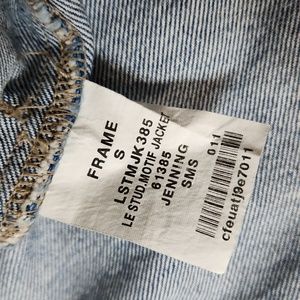 FRAME
S
LSTMJK385
LE STUD.MOTIF JACKET
61385
JENNING
SMS
011
cfeuatj9e7011